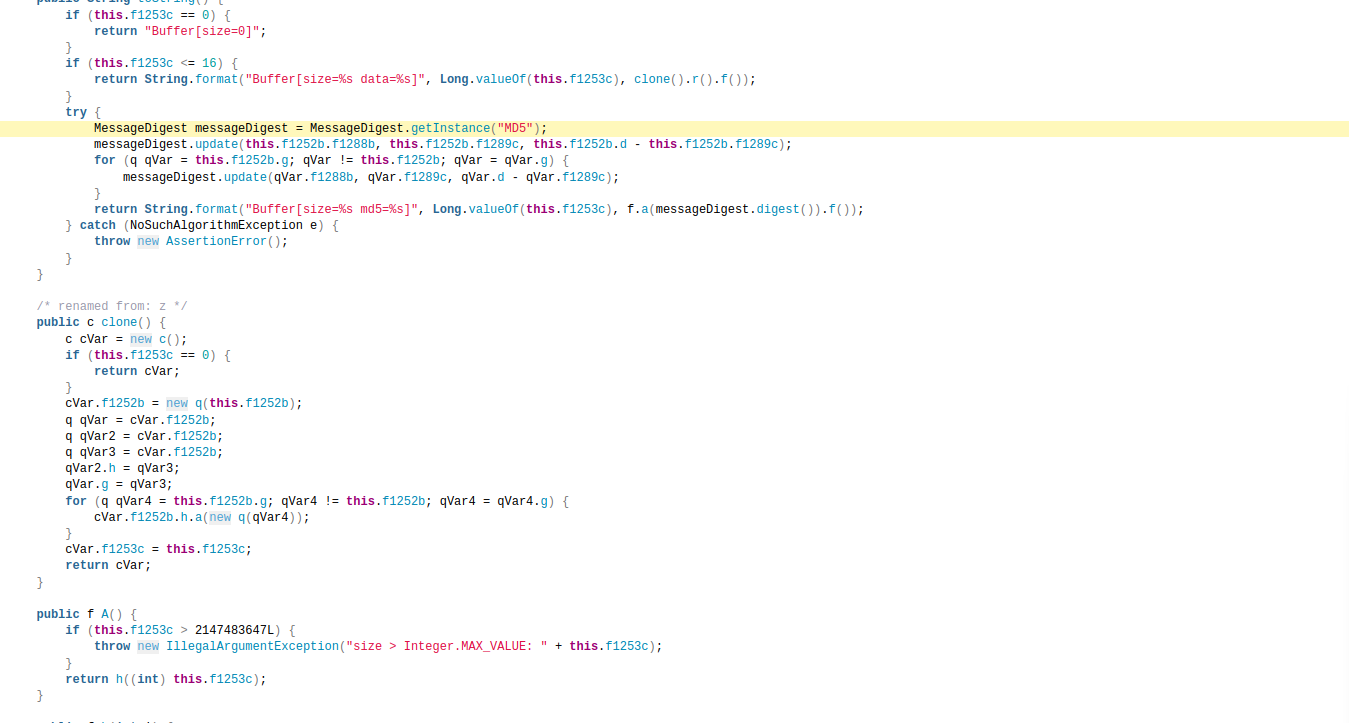 public String toString() {
if (this.f1253c == 0) {
return "Buffer[size=0]";
}
if (this.f1253c <= 16) {
return String.format("Buffer[size=%s data=%s]", Long.valueOf(this.f1253c), clone().r().f());
}
try {
MessageDigest messageDigest = MessageDigest.getInstance("MD5");
messageDigest.update(this.f1252b.f1288b, this.f1252b.f1289c, this.f1252b.d - this.f1252b.f1289c);
for (q qVar = this.f1252b.g; qVar != this.f1252b; qVar = qVar.g) {
messageDigest.update(qVar.f1288b, qVar.f1289c, qVar.d - qVar.f1289c);
}
return String.format("Buffer[size=%s md5=%s]", Long.valueOf(this.f1253c), f.a(messageDigest.digest()).f());
} catch (NoSuchAlgorithmException e) {
throw new AssertionError();
}
}
/* renamed from: z */
public c clone() {
c cVar = new c();
if (this.f1253c == 0) {
return cVar;
}
cVar.f1252b = new q(this.f1252b);
q qVar = cVar.f1252b;
q qVar2 = cVar.f1252b;
q qVar3 = cVar.f1252b;
qVar2.h = qVar3;
qVar.g = qVar3;
for (q qVar4 = this.f1252b.g; qVar4 != this.f1252b; qVar4 = qVar4.g) {
cVar.f1252b.h.a(new q(qVar4));
}
cVar.f1253c = this.f1253c;
return cVar;
}
public f A() {
if (this.f1253c > 2147483647L) {
throw new IllegalArgumentException("size > Integer.MAX_VALUE: " + this.f1253c);
}
return h((int) this.f1253c);
}